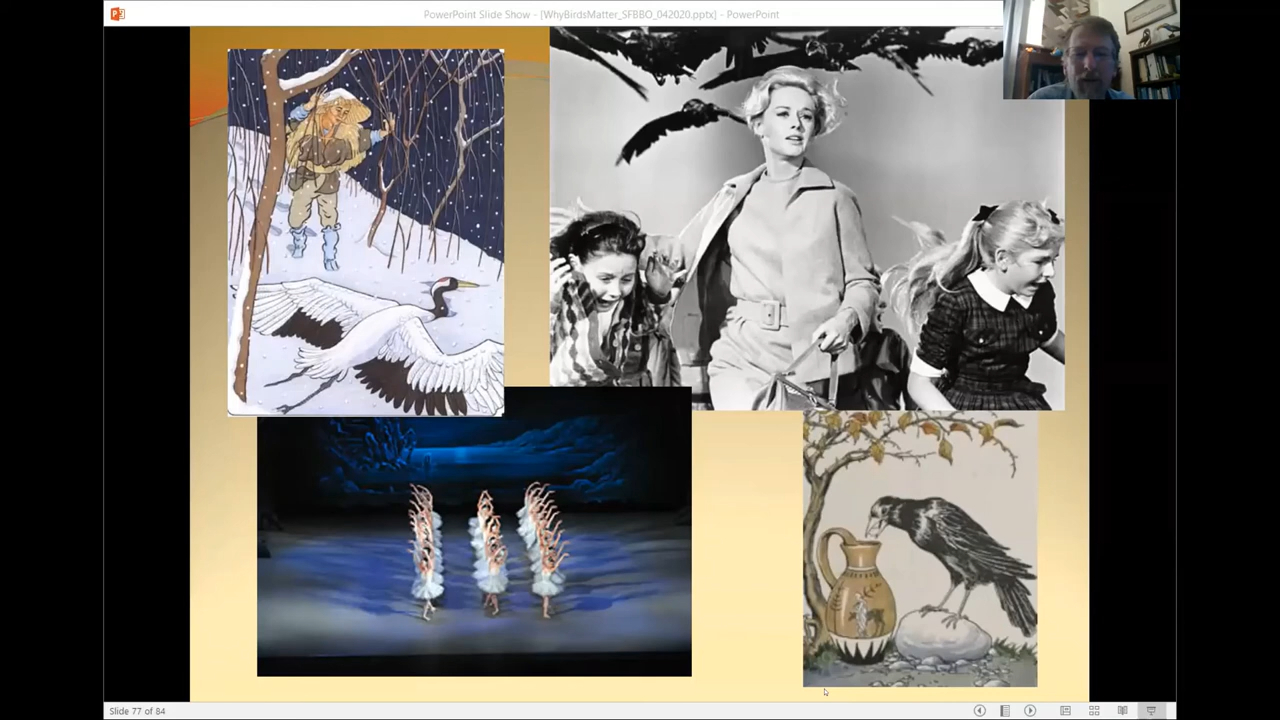 PowerPoint Slide Show - [WhyBirdsMatter_SFBBO_042020.pptx] - PowerPoint
Slide 77 of 84